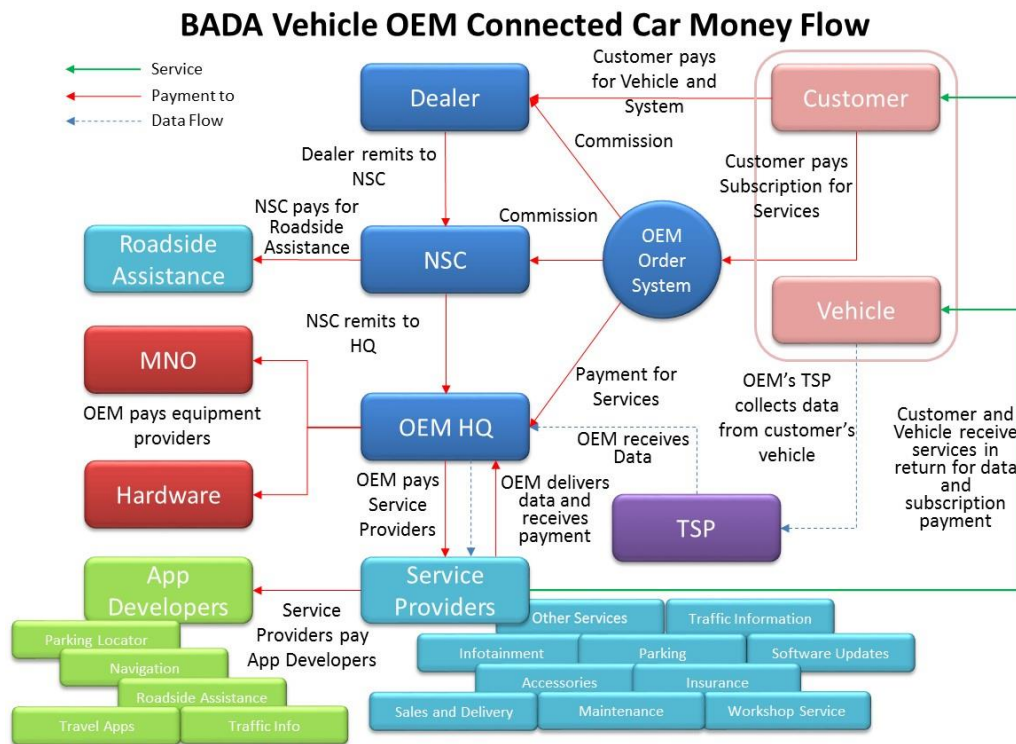 BADA Vehicle OEM Connected Car Money Flow
Service
Payment to
Data Flow
Dealer
Customer pays
for Vehicle and
System
Customer
Commission
Dealer remits to
NSC
Customer pays
Subscription for
Services
NSC pays for
Roadside
Assistance
Commission
Roadside
Assistance
NSC
OEM
Order
System
Vehicle
NSC remits to
HQ
MNO
Payment for
Services
OEM's TSP
collects data
from customer's
vehicle
OEM pays equipment
providers
OEM HQ
OEM receives
Data
Customer and
Vehicle receive
services in
return for data
and
subscription
payment
Hardware
OEM pays
Service
Providers
OEM delivers
data and
receives
payment
TSP
App
Developers
Service
Providers pay
App Developers
Service
Providers
Parking Locator
Navigation
Roadside Assistance
Travel Apps
Traffic Info
Other Services
Traffic Information
Infotainment
Parking
Software Updates
Accessories
Insurance
Sales and Delivery
Maintenance
Workshop Service